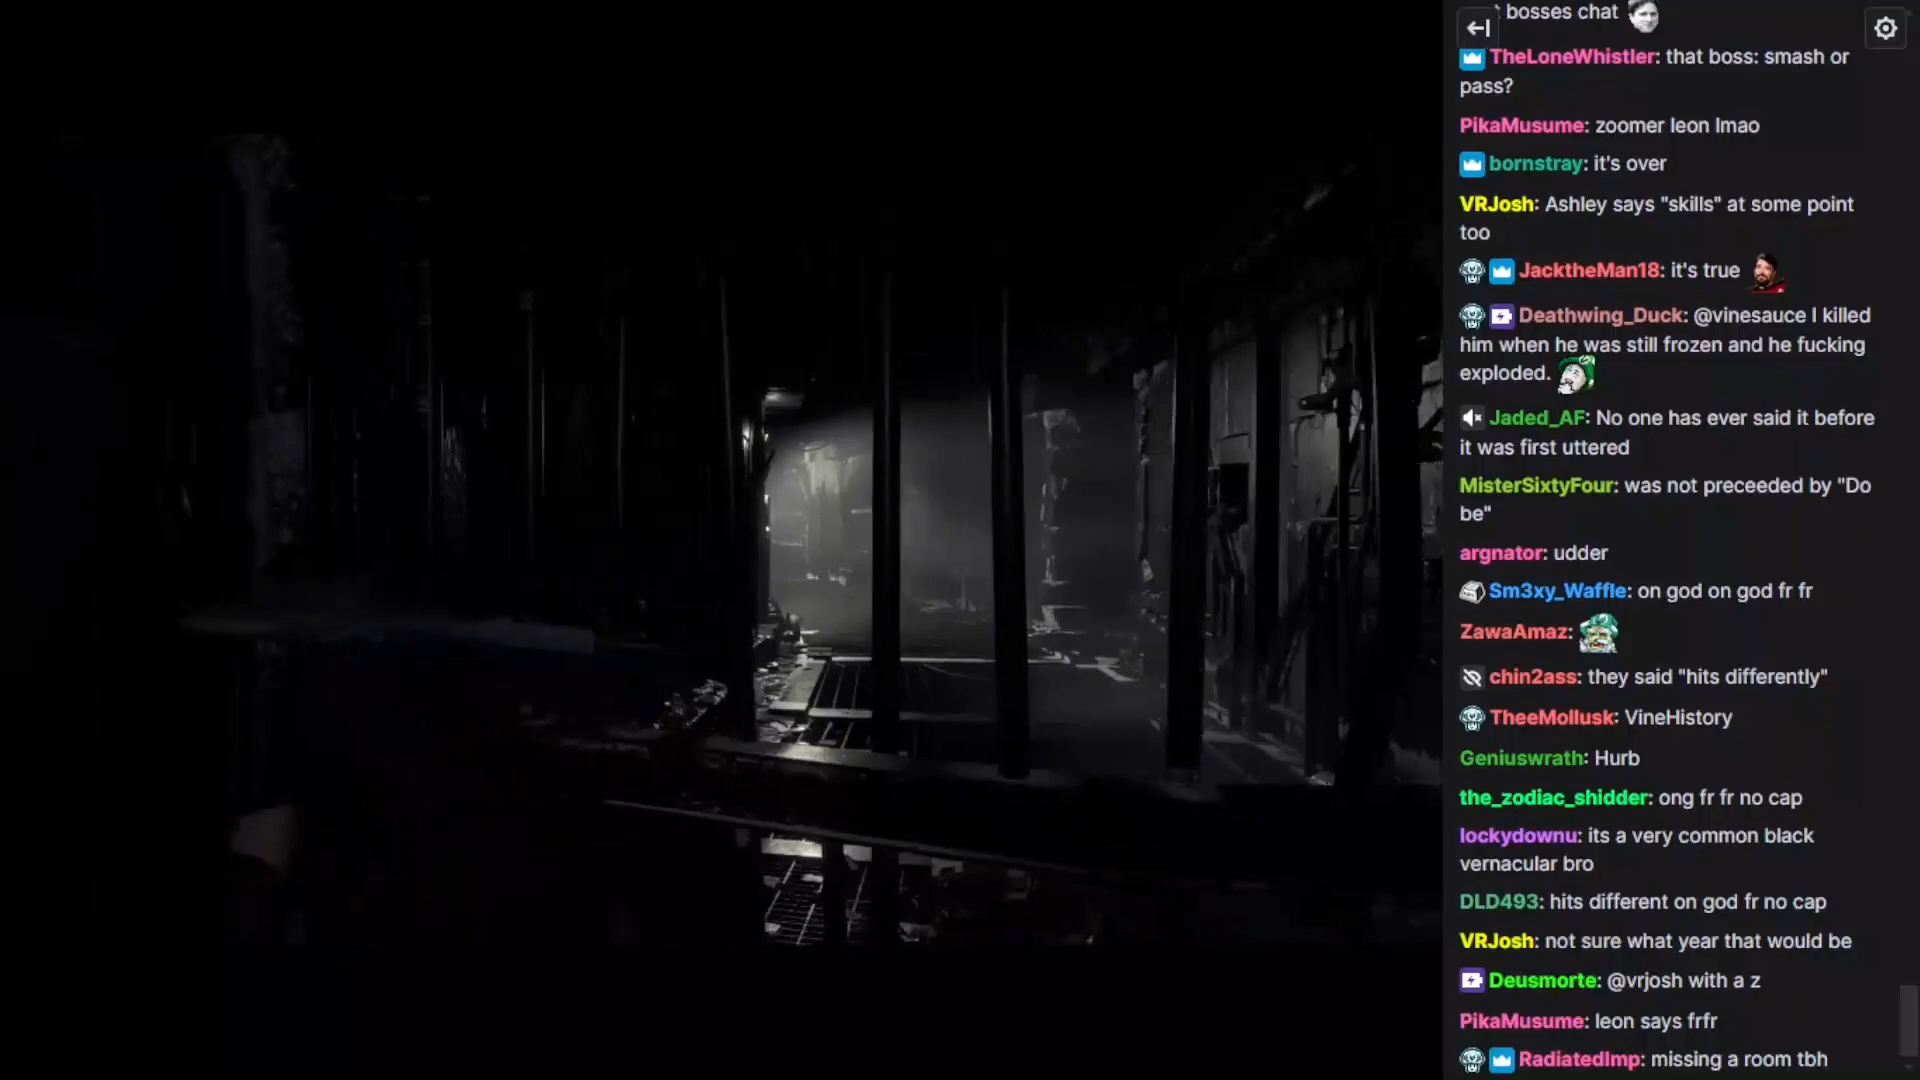 bosses chat
TheLoneWhistler: that boss: smash or
pass?
PikaMusume: zoomer leon lmao
bornstray: it's over
VRJosh: Ashley says "skills" at some point
too
JacktheMan18: it's true
Deathwing_Duck: @vinesauce I killed
him when he was still frozen and he fucking
exploded.
Jaded_AF: No one has ever said it before
it was first uttered
MisterSixtyFour: was not preceeded by "Do
be"
argnator: udder
Sm3xy_Waffle: on god on god fr fr
ZawaAmaz:
chin2ass: they said "hits differently"
TheeMollusk: VineHistory
Geniuswrath: Hurb
the_zodiac_shidder: ong fr fr no cap
lockydownu: its a very common black
vernacular bro
DLD493: hits different on god fr no cap
VRJosh: not sure what year that would be
Deusmorte: @vrjosh with a z
PikaMusume: leon says frfr
RadiatedImp: missing a room tbh